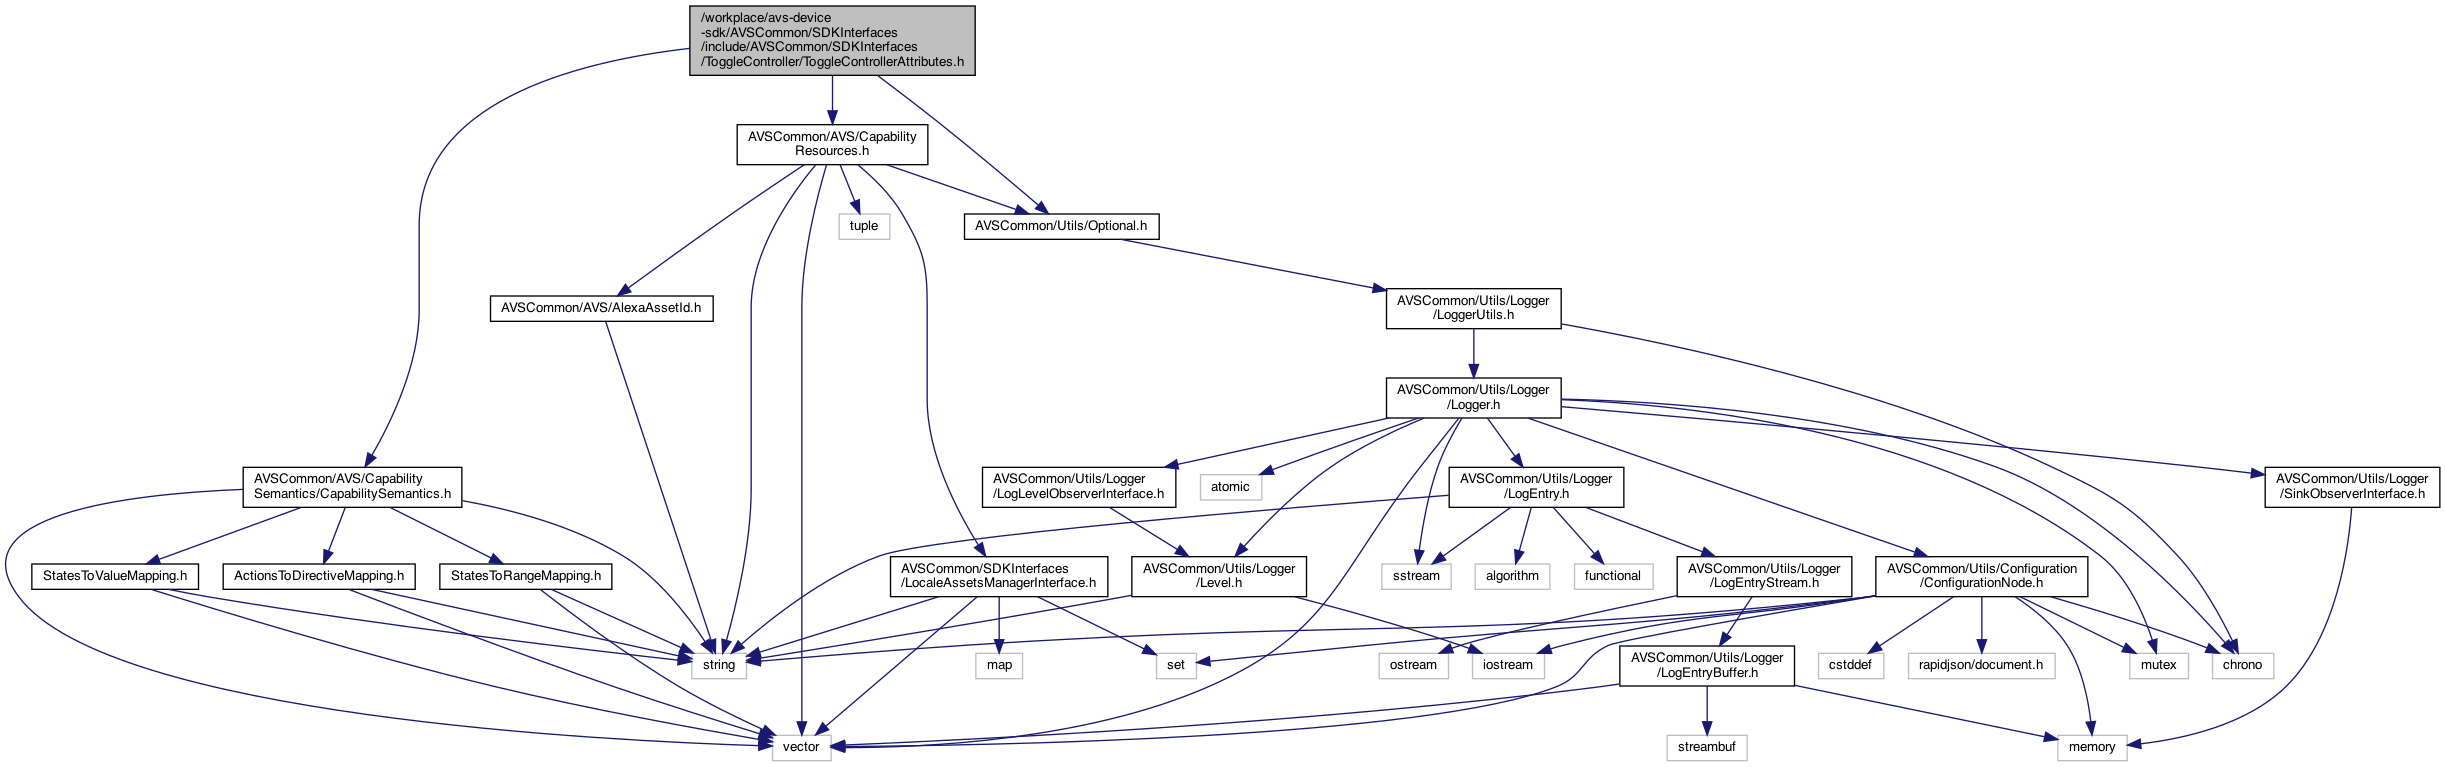 /workplace/avs-device
-sdk/AVSCommon/SDKInterfaces
/include/AVSCommon/SDKInterfaces
/ToggleController/ToggleControllerAttributes.h
AVSCommon/AVS/Capability
Resources.h
tuple
AVSCommon/Utils/Optional.h
AVSCommon/AVS/AlexaAssetId.h
AVSCommon/Utils/Logger
/LoggerUtils.h
AVSCommon/Utils/Logger
/Logger.h
AVSCommon/AVS/Capability
Semantics/CapabilitySemantics.h
AVSCommon/Utils/Logger
/LogLevelObserverInterface.h
atomic
AVSCommon/Utils/Logger
/LogEntry.h
AVSCommon/Utils/Logger
/SinkObserverInterface.h
StatesToValueMapping.h
ActionsToDirectiveMapping.h
StatesToRangeMapping.h
AVSCommon/SDKInterfaces
/LocaleAssetsManagerInterface.h
AVSCommon/Utils/Logger
/Level.h
sstream
algorithm
functional
AVSCommon/Utils/Logger
/LogEntryStream.h
AVSCommon/Utils/Configuration
/ConfigurationNode.h
string
map
set
ostream
iostream
AVSCommon/Utils/Logger
/LogEntryBuffer.h
cstddef
rapidjson/document.h
mutex
chrono
vector
streambuf
memory